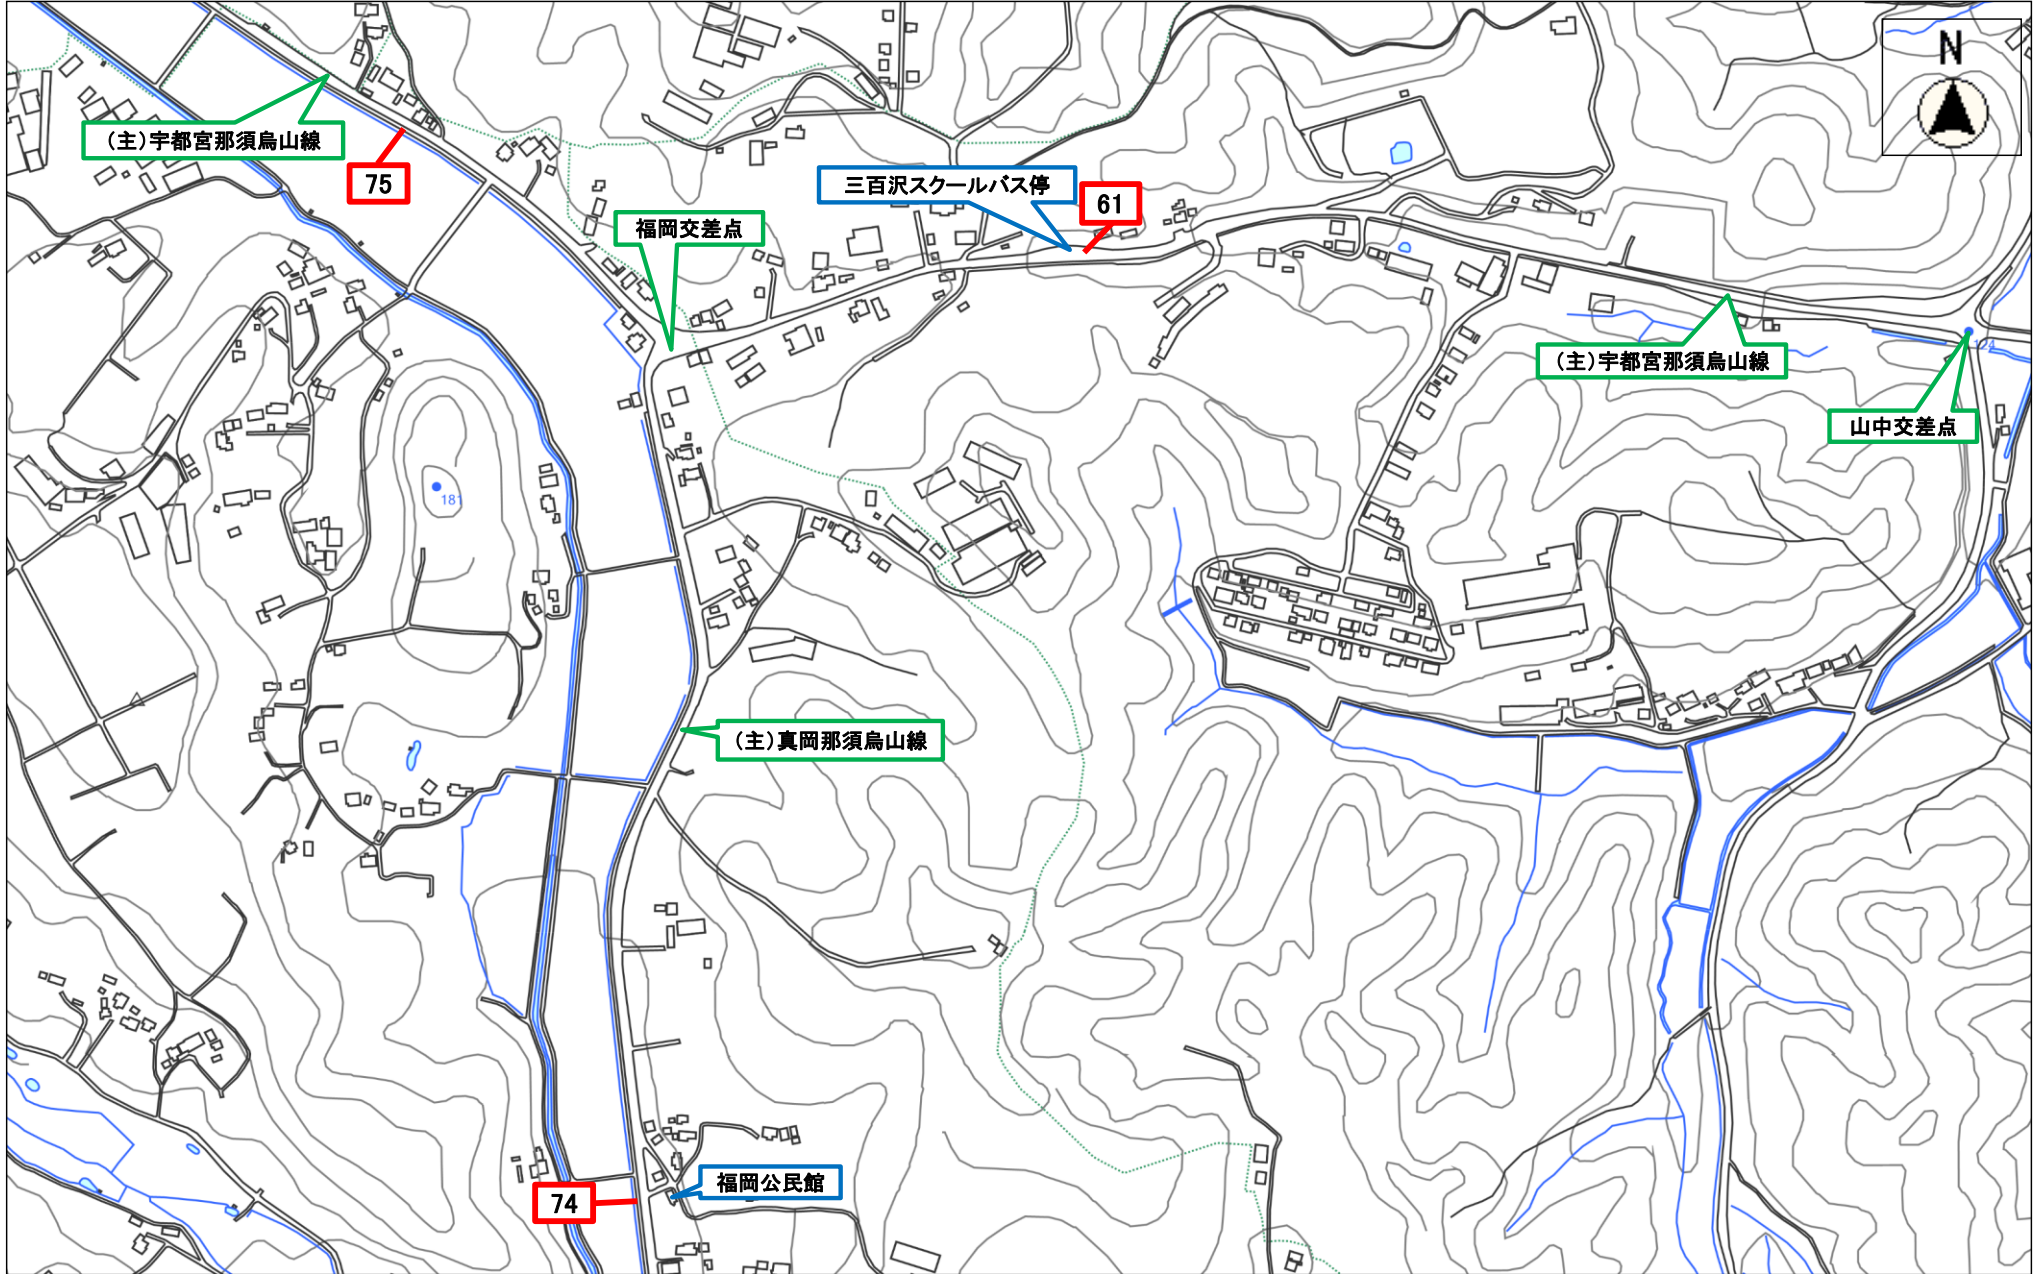 N
(主)宇都宮那須烏山線
75
三百沢スクールバス停
61
福岡交差点
(主)宇都宮那須烏山線
124
山中交差点
181
(主)真岡那須烏山線
福岡公民館
74